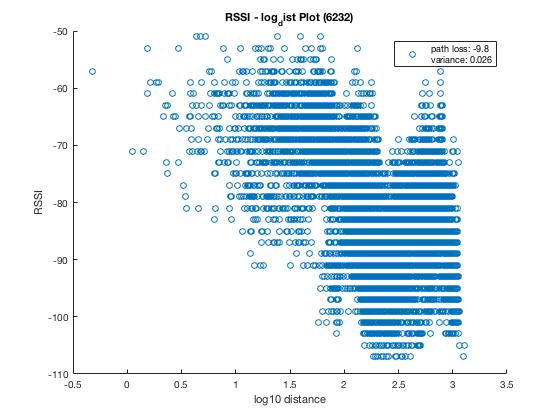 RSSI - log_dist Plot (6232)
path loss: -9.8
variance: 0.026
RSSI
-50
-60
-70
-80
-90
-100
-110
-0.5 0 0.5 1 1.5 2 2.5 3 3.5
log10 distance